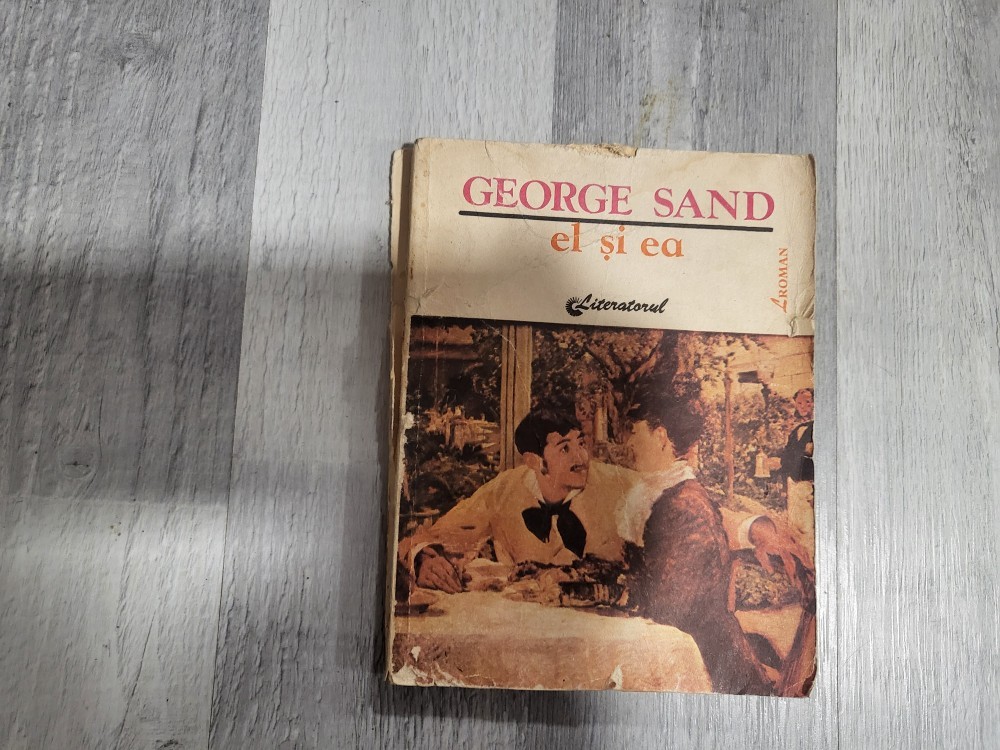 GEORGE SAND
el și ea
Literatorul
ROMAN